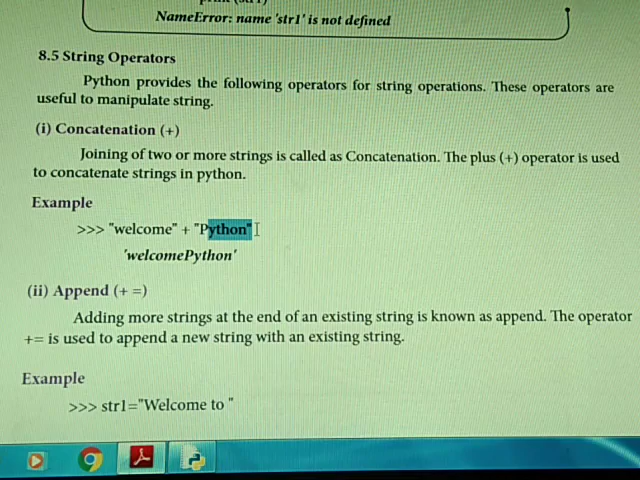 NameError: name 'str1' is not defined
8.5 String Operators
Python provides the following operators for string operations. These operators are
useful to manipulate string.
(i) Concatenation (+)
Joining of two or more strings is called as Concatenation. The plus (+) operator is used
to concatenate strings in python.
Example
>>> "welcome" + "Python"
'welcomePython'
(ii) Append (+ =)
Adding more strings at the end of an existing string is known as append. The operator
+= is used to append a new string with an existing string.
Example
>>> str1="Welcome to "